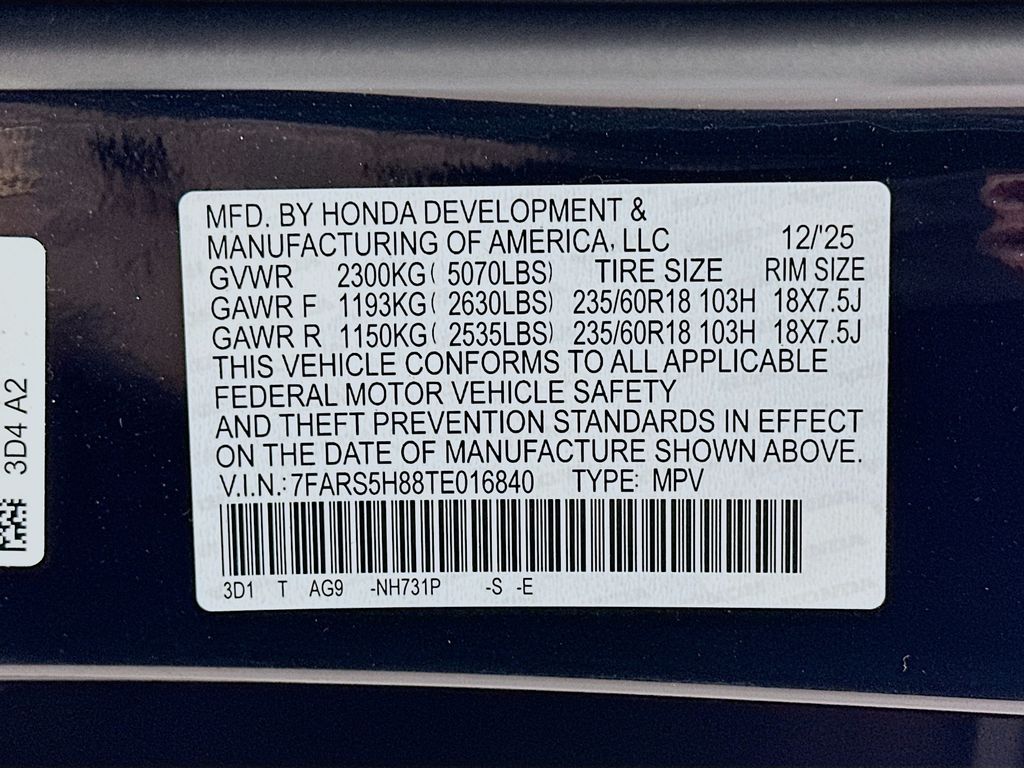 MFD. BY HONDA DEVELOPMENT &
MANUFACTURING OF AMERICA, LLC 12/'25
GVWR 2300KG( 5070LBS) TIRE SIZE RIM SIZE
GAWR F 1193KG( 2630LBS) 235/60R18 103H 18X7.5J
GAWR R 1150KG( 2535LBS) 235/60R18 103H 18X7.5J
THIS VEHICLE CONFORMS TO ALL APPLICABLE
FEDERAL MOTOR VEHICLE SAFETY
AND THEFT PREVENTION STANDARDS IN EFFECT
ON THE DATE OF MANUFACTURE SHOWN ABOVE.
V.I.N.: 7FARS5H88TE016840 TYPE: MPV
3D1 T AG9 -NH731P -S -E
3D4 A2